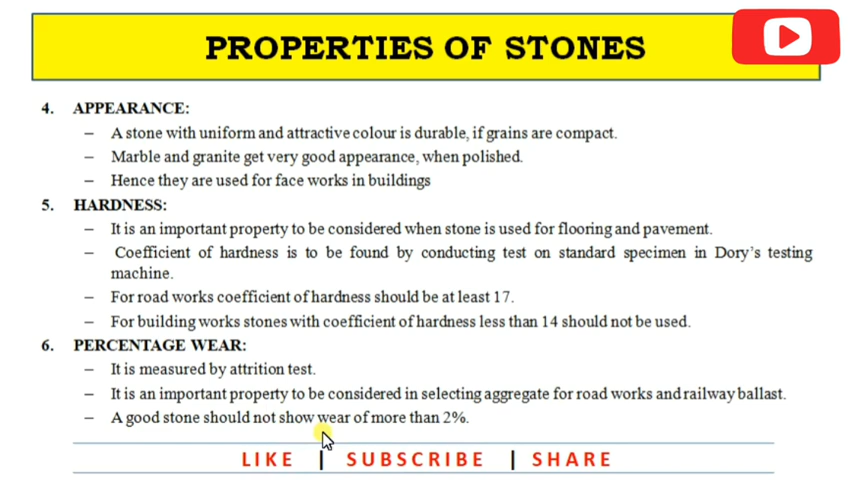 PROPERTIES OF STONES
4. APPEARANCE:
– A stone with uniform and attractive colour is durable, if grains are compact.
– Marble and granite get very good appearance, when polished.
– Hence they are used for face works in buildings
5. HARDNESS:
– It is an important property to be considered when stone is used for flooring and pavement.
– Coefficient of hardness is to be found by conducting test on standard specimen in Dory's testing
machine.
– For road works coefficient of hardness should be at least 17.
– For building works stones with coefficient of hardness less than 14 should not be used.
6. PERCENTAGE WEAR:
– It is measured by attrition test.
– It is an important property to be considered in selecting aggregate for road works and railway ballast.
– A good stone should not show wear of more than 2%.
LIKE | SUBSCRIBE | SHARE